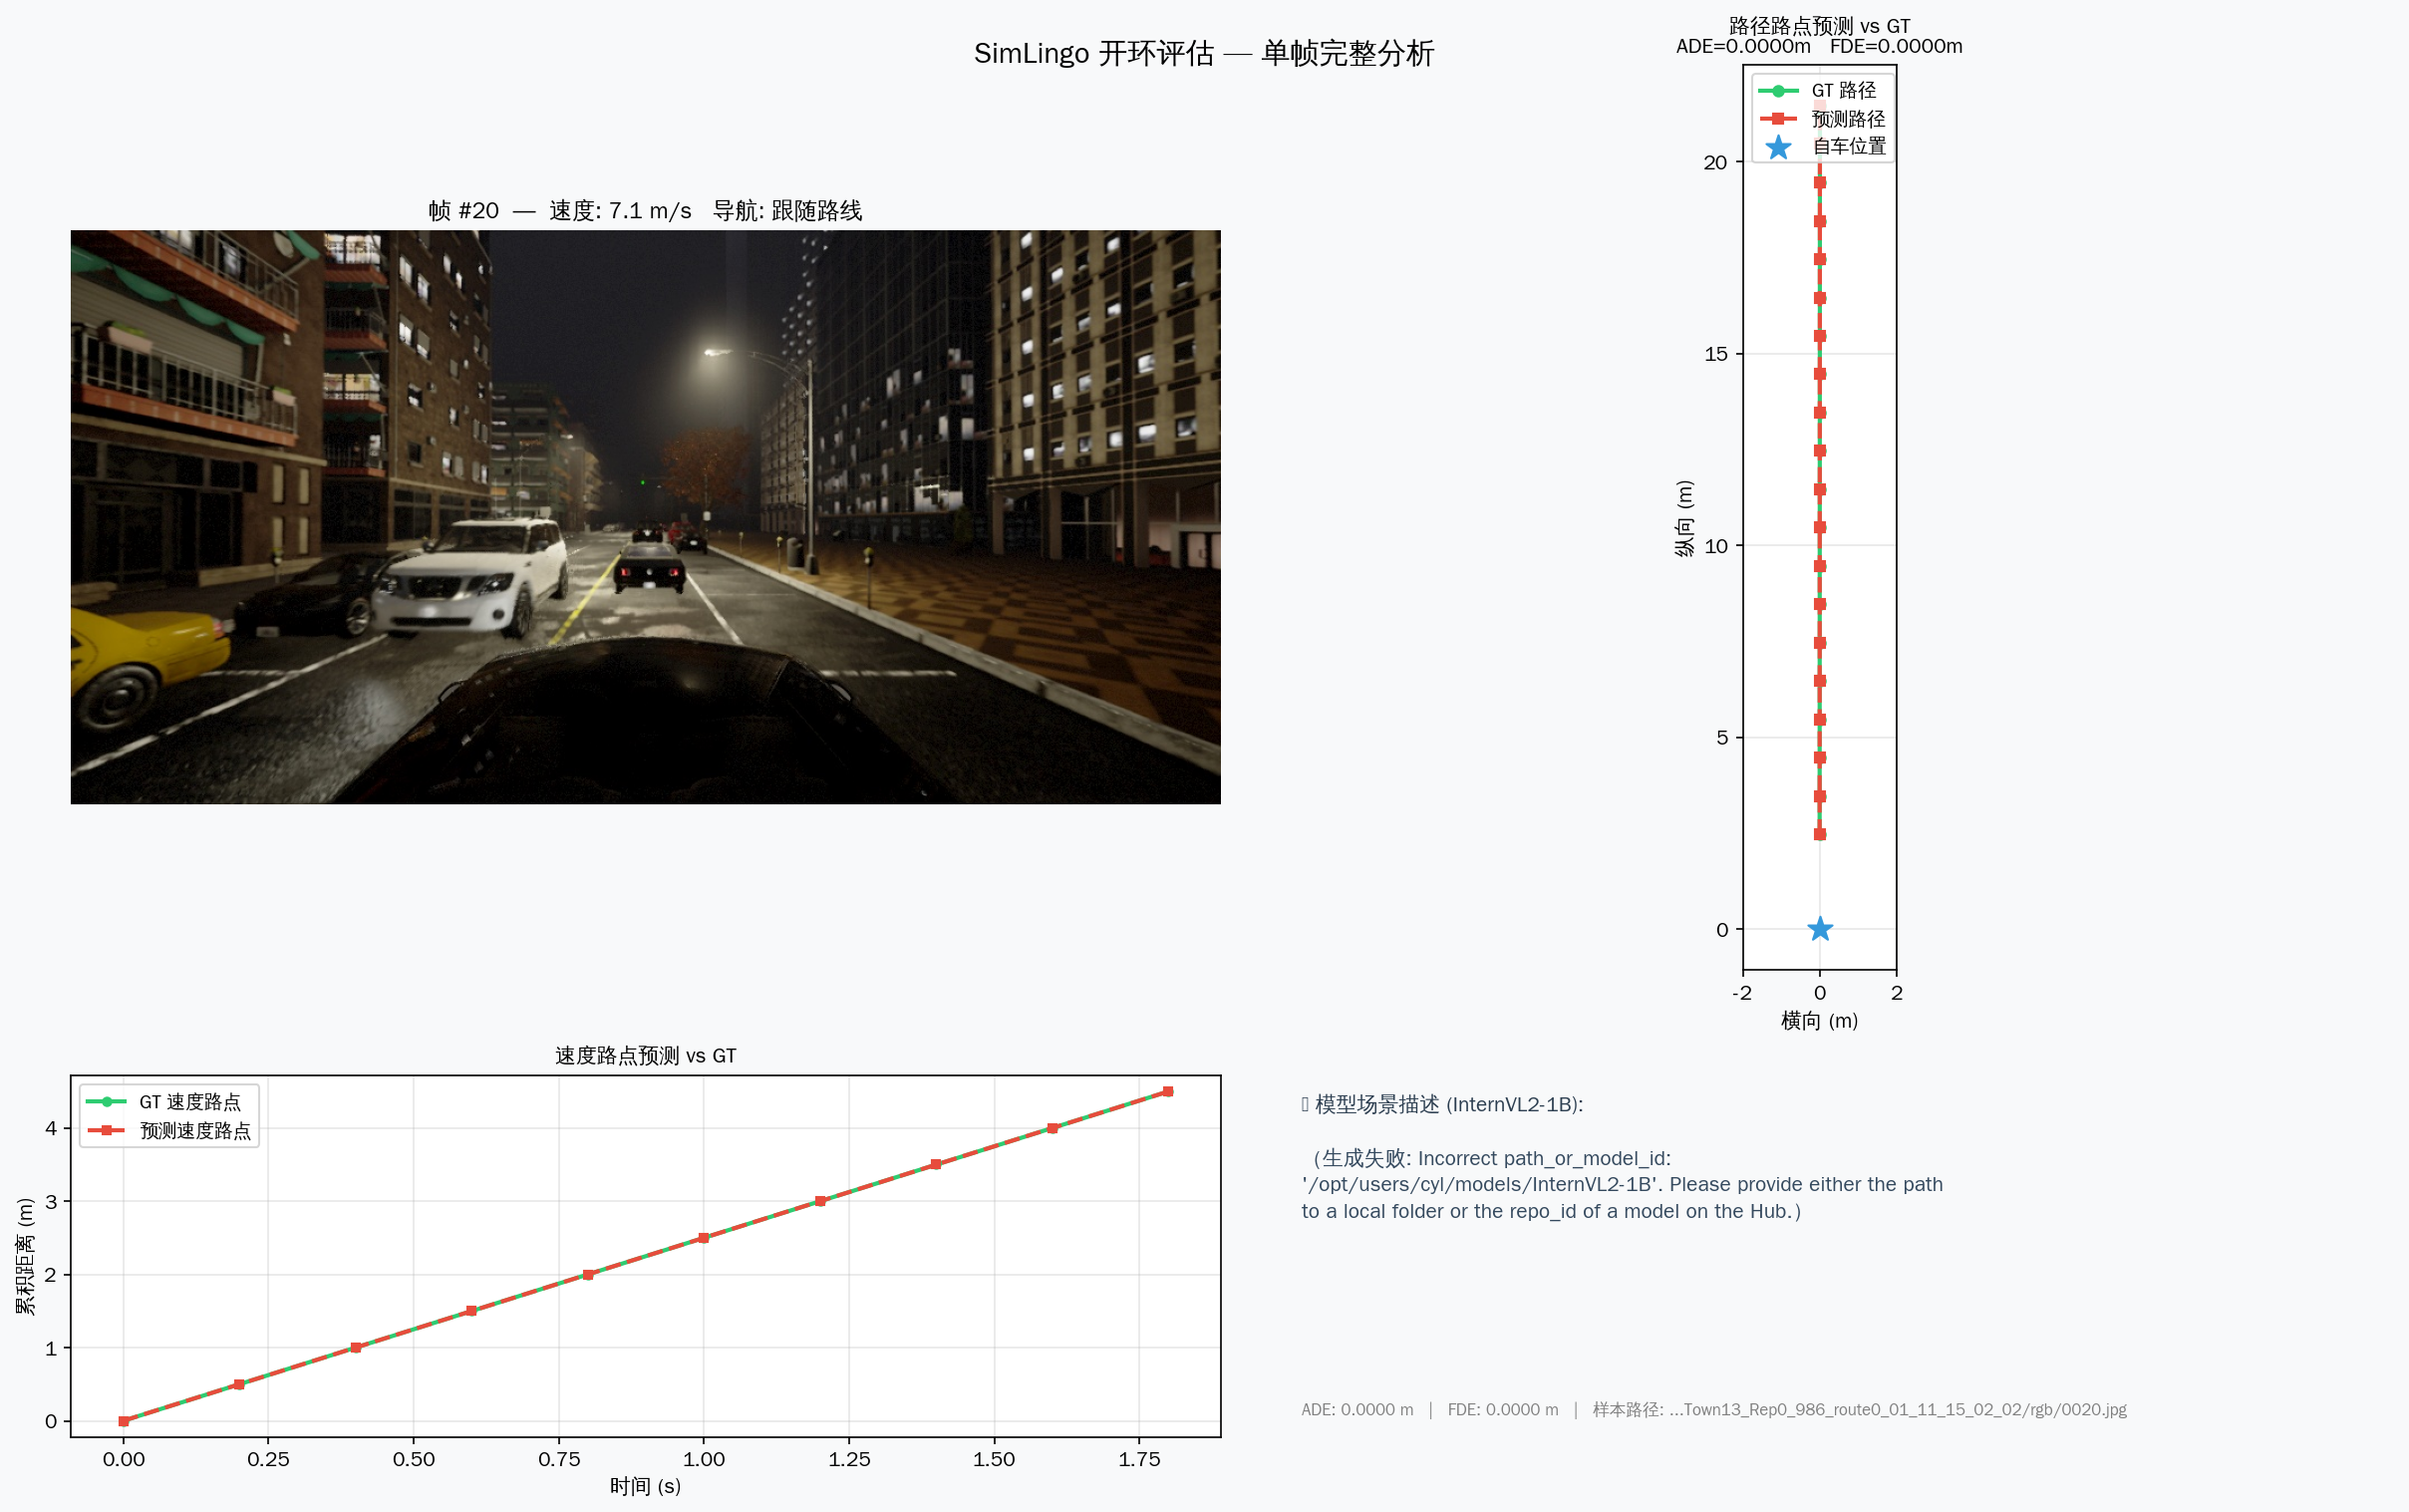 SimLingo 开环评估 — 单帧完整分析
帧 #20 — 速度: 7.1 m/s 导航: 跟随路线
路径路点预测 vs GT
ADE=0.0000m FDE=0.0000m
GT 路径
预测路径
自车位置
20
15
10
5
0
纵向 (m)
-2 0 2
横向 (m)
速度路点预测 vs GT
GT 速度路点
预测速度路点
4
3
2
1
0
累积距离 (m)
0.00 0.25 0.50 0.75 1.00 1.25 1.50 1.75
时间 (s)
模型场景描述 (InternVL2-1B):
（生成失败: Incorrect path_or_model_id:
'/opt/users/cyl/models/InternVL2-1B'. Please provide either the path
to a local folder or the repo_id of a model on the Hub.）
ADE: 0.0000 m | FDE: 0.0000 m | 样本路径: ...Town13_Rep0_986_route0_01_11_15_02_02/rgb/0020.jpg